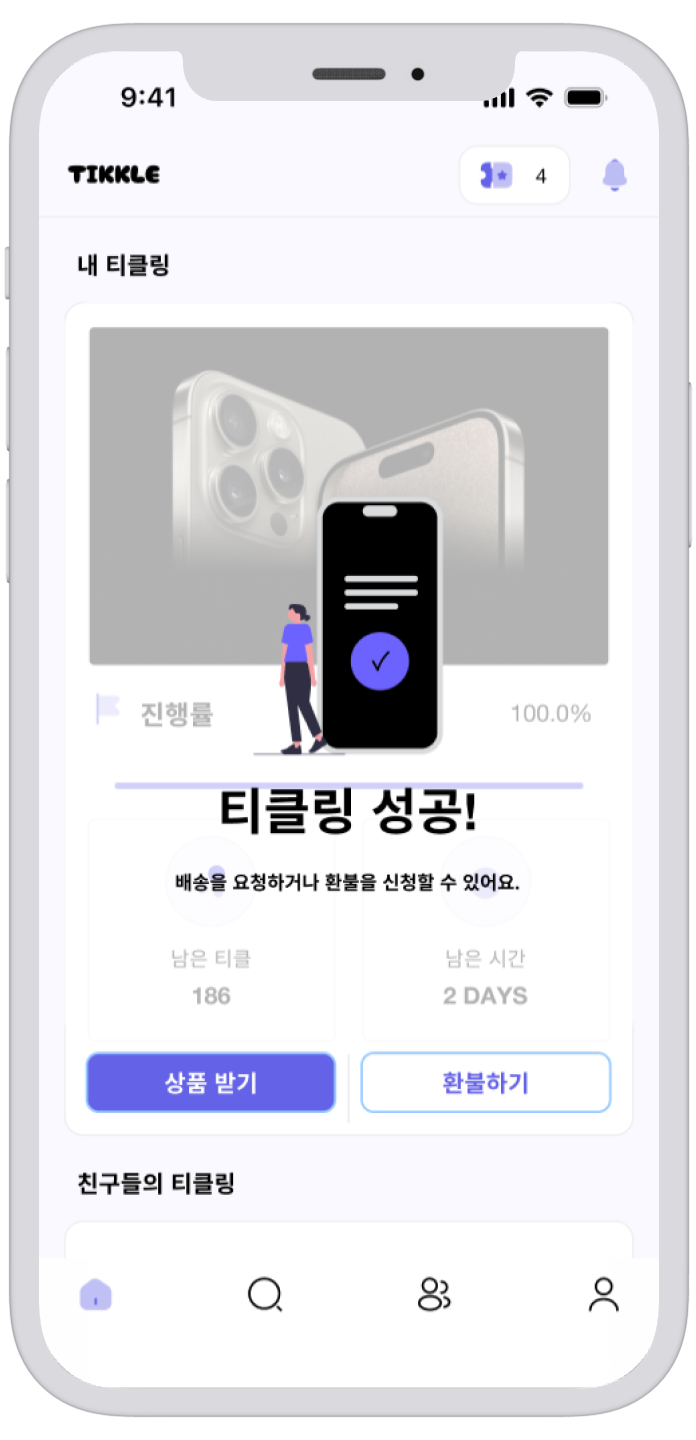 9:41
TIKKLE
4
내 티클링
진행률
100.0%
티클링 성공!
배송을 요청하거나 환불을 신청할 수 있어요.
남은 티클
남은 시간
186
2 DAYS
상품 받기
환불하기
친구들의 티클링